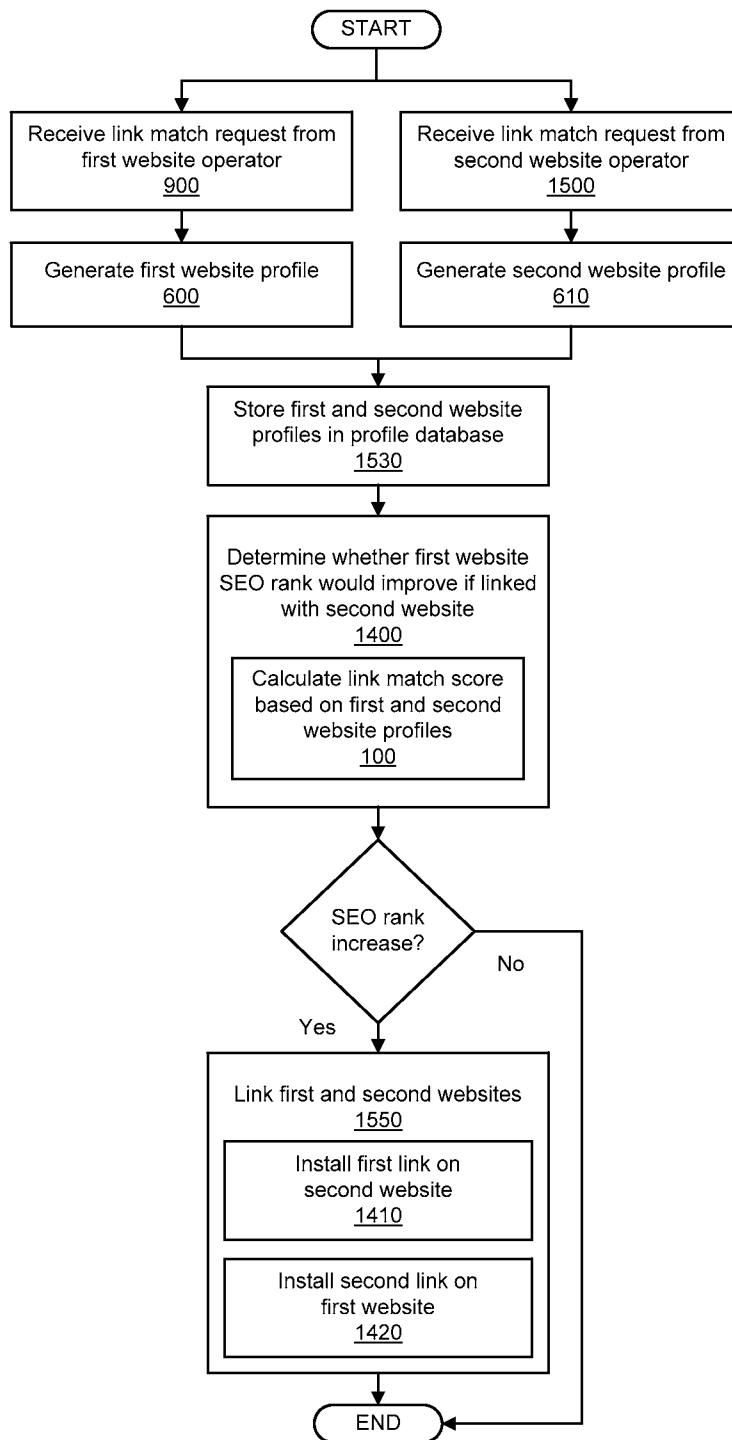 START
Receive link match request from
first website operator
900
Receive link match request from
second website operator
1500
Generate first website profile
600
Generate second website profile
610
Store first and second website
profiles in profile database
1530
Determine whether first website
SEO rank would improve if linked
with second website
1400
Calculate link match score
based on first and second
website profiles
100
SEO rank
increase?
No
Yes
Link first and second websites
1550
Install first link on
second website
1410
Install second link on
first website
1420
END